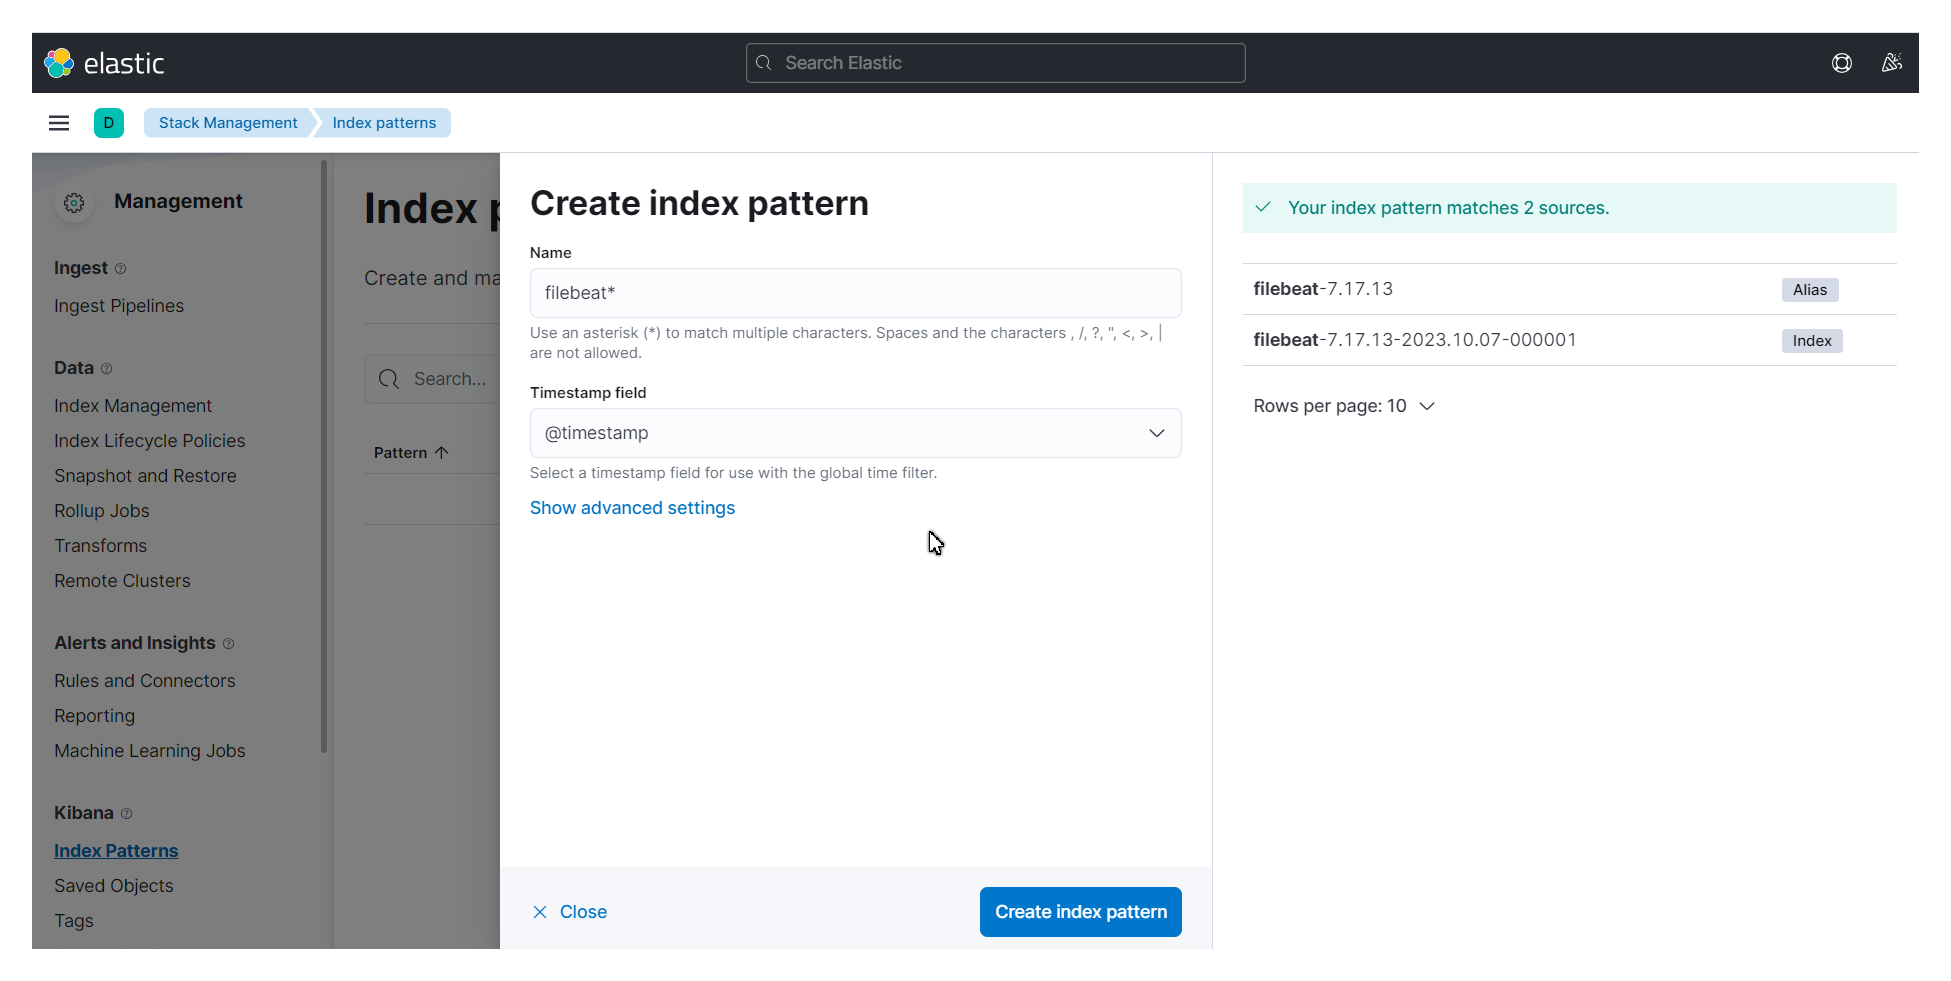 elastic
Search Elastic
D
Stack Management
Index patterns
Management
Ingest
Ingest Pipelines
Data
Index Management
Index Lifecycle Policies
Snapshot and Restore
Rollup Jobs
Transforms
Remote Clusters
Alerts and Insights
Rules and Connectors
Reporting
Machine Learning Jobs
Kibana
Index Patterns
Saved Objects
Tags
Index p
Create and ma
Search...
Pattern
Create index pattern
Name
filebeat*
Use an asterisk (*) to match multiple characters. Spaces and the characters , /, ?, ", <, >, |
are not allowed.
Timestamp field
@timestamp
Select a timestamp field for use with the global time filter.
Show advanced settings
Close
Create index pattern
Your index pattern matches 2 sources.
filebeat-7.17.13 Alias
filebeat-7.17.13-2023.10.07-000001 Index
Rows per page: 10